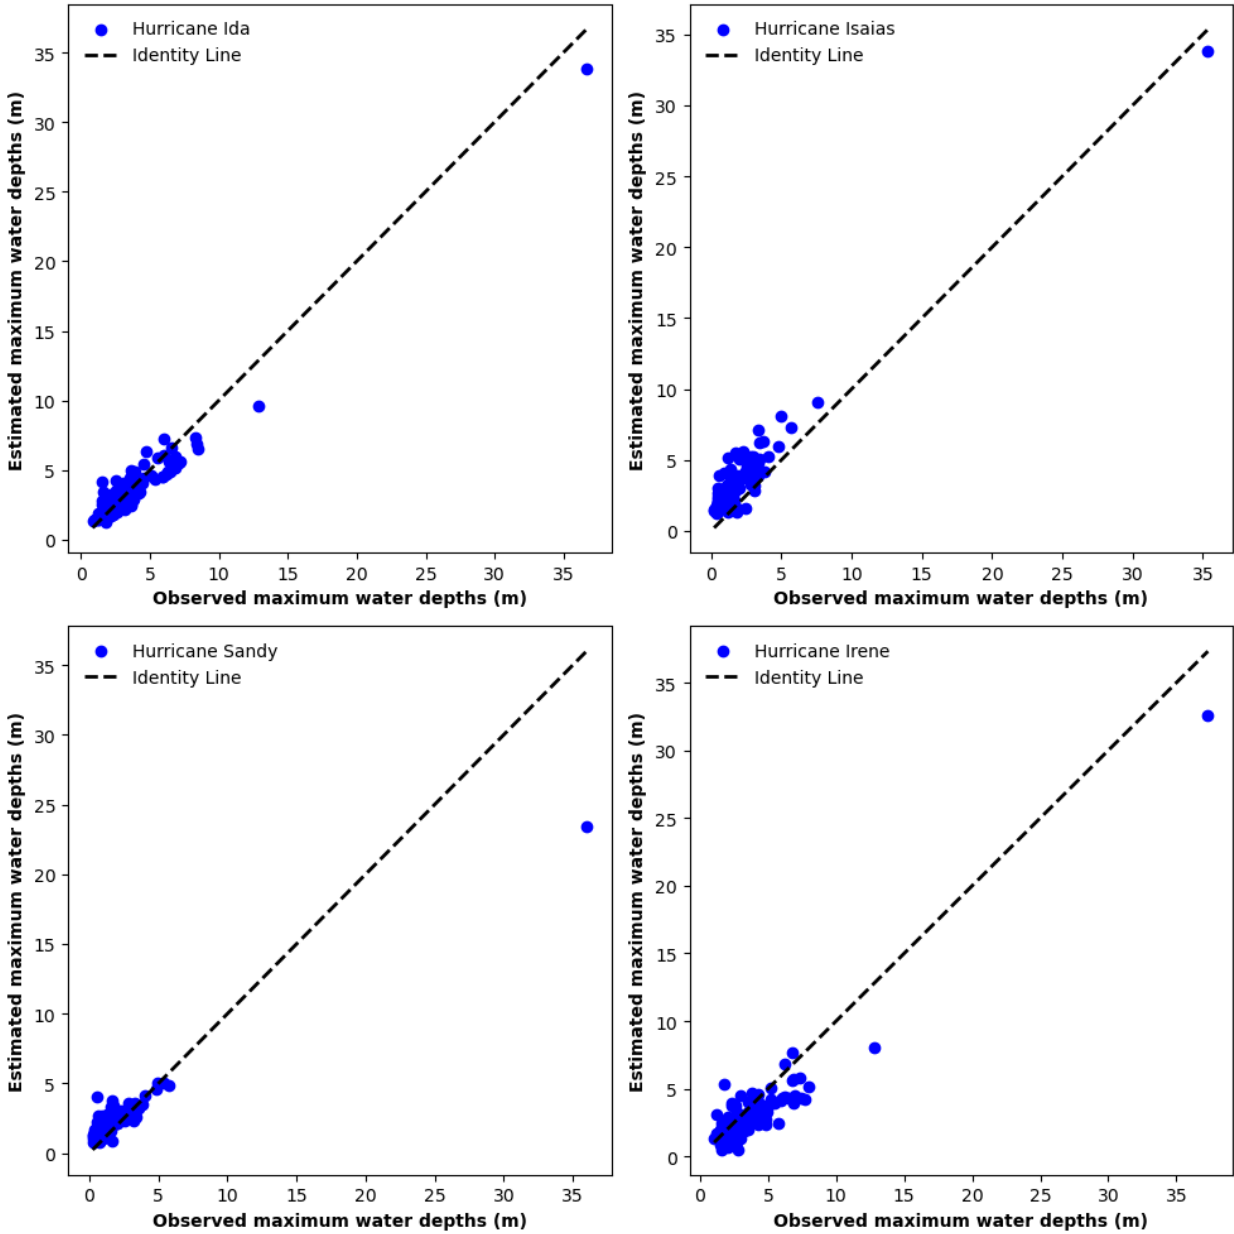 Hurricane Ida
Identity Line
Estimated maximum water depths (m)
35
30
25
20
15
10
5
0
0 5 10 15 20 25 30 35
Observed maximum water depths (m)
Hurricane Isaias
Identity Line
Estimated maximum water depths (m)
35
30
25
20
15
10
5
0
0 5 10 15 20 25 30 35
Observed maximum water depths (m)
Hurricane Sandy
Identity Line
Estimated maximum water depths (m)
35
30
25
20
15
10
5
0
0 5 10 15 20 25 30 35
Observed maximum water depths (m)
Hurricane Irene
Identity Line
Estimated maximum water depths (m)
35
30
25
20
15
10
5
0
0 5 10 15 20 25 30 35
Observed maximum water depths (m)